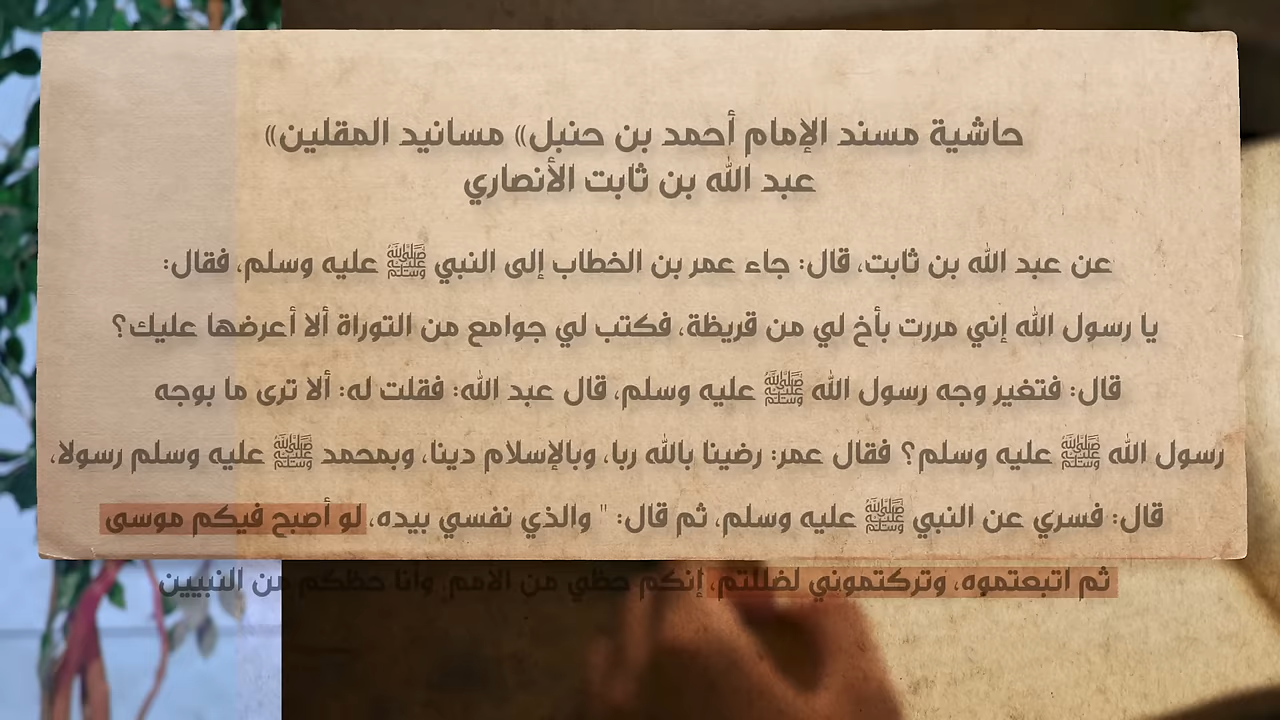 حاشية مسند الإمام أحمد بن حنبل» مسانيد المقلين»
عبد الله بن ثابت الأنصاري
عن عبد الله بن ثابت، قال: جاء عمر بن الخطاب إلى النبي ﷺ عليه وسلم، فقال:
يا رسول الله إني مررت بأخ لي من قريظة، فكتب لي جوامع من التوراة ألا أعرضها عليك؟
قال: فتغير وجه رسول الله ﷺ عليه وسلم، قال عبد الله: فقلت له: ألا ترى ما بوجه
رسول الله ﷺ عليه وسلم؟ فقال عمر: رضينا بالله ربا، وبالإسلام دينا، وبمحمد ﷺ عليه وسلم رسولا،
قال: فسري عن النبي ﷺ عليه وسلم، ثم قال: " والذي نفسي بيده، لو أصبح فيكم موسى
ثم اتبعتموه، وتركتموني لضللتم، إنكم حظي من الأمم، وأنا حظكم من النبيين